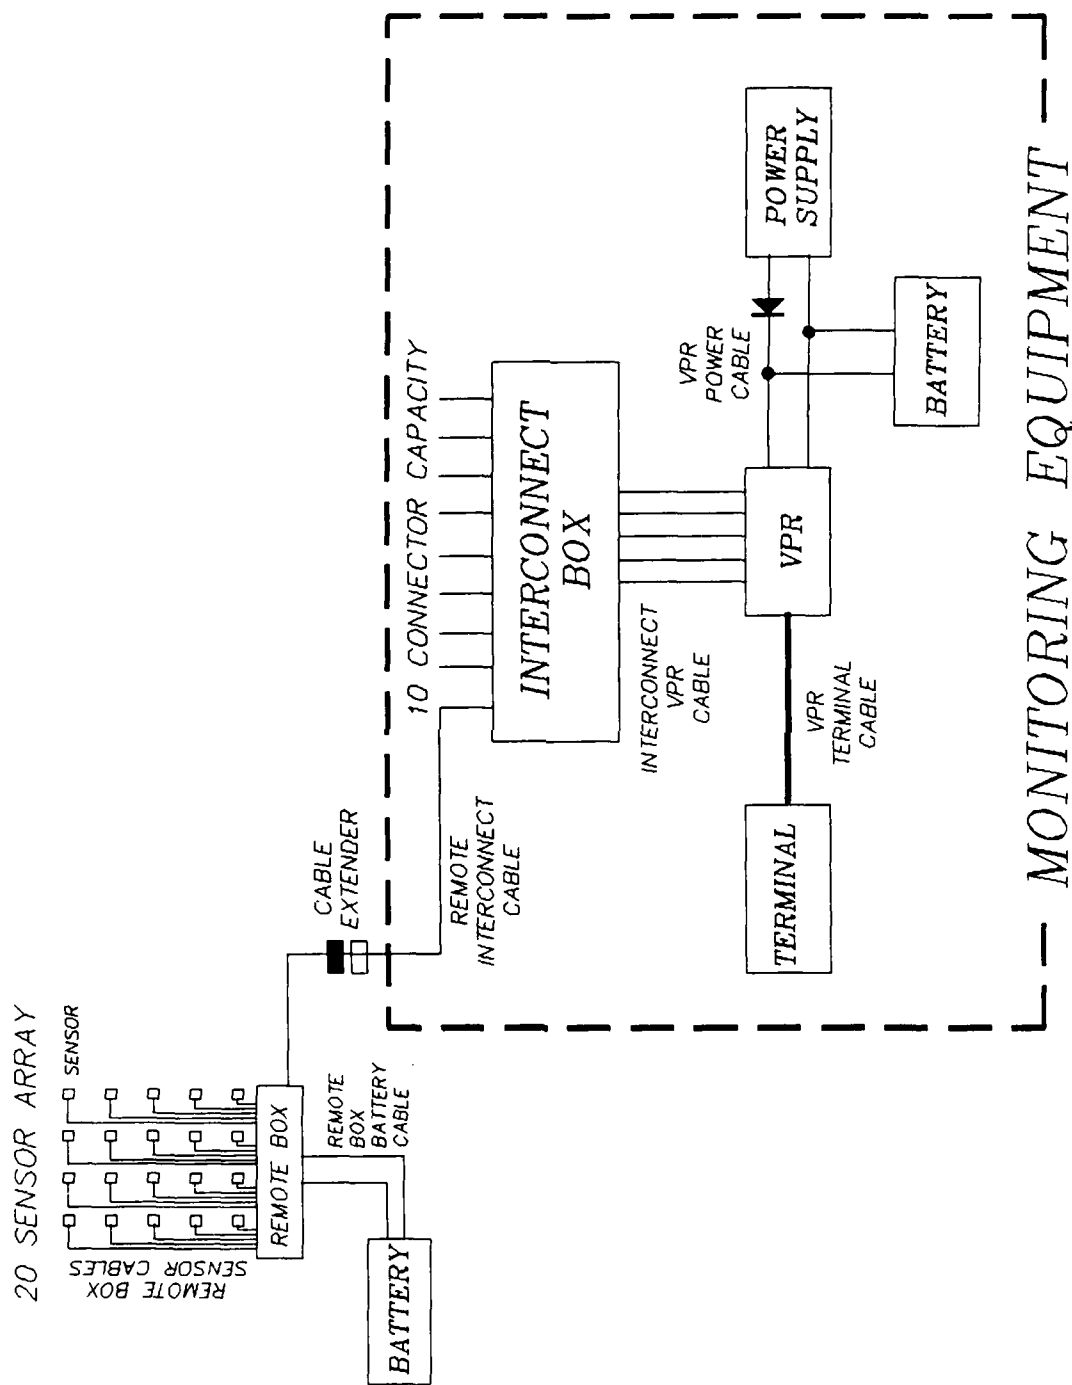 20 SENSOR ARRAY
SENSOR
REMOTE BOX
SENSOR CABLES
REMOTE BOX
REMOTE
BOX
BATTERY
CABLE
BATTERY
CABLE
EXTENDER
REMOTE
INTERCONNECT
CABLE
10 CONNECTOR CAPACITY
INTERCONNECT
BOX
INTERCONNECT
VPR
CABLE
VPR
POWER
CABLE
POWER
SUPPLY
BATTERY
VPR
VPR
TERMINAL
CABLE
TERMINAL
MONITORING EQUIPMENT